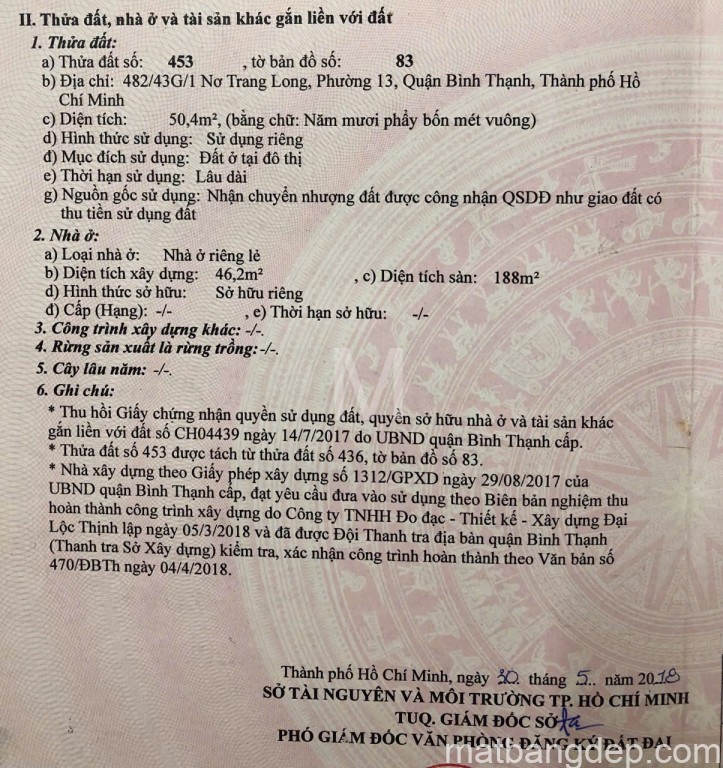 II. Thửa đất, nhà ở và tài sản khác gắn liền với đất
1. Thửa đất:
a) Thửa đất số: 453 , tờ bản đồ số: 83
b) Địa chỉ: 482/43G/1 Nơ Trang Long, Phường 13, Quận Bình Thạnh, Thành phố Hồ
Chí Minh
c) Diện tích: 50,4m², (bằng chữ: Năm mươi phẩy bốn mét vuông)
d) Hình thức sử dụng: Sử dụng riêng
đ) Mục đích sử dụng: Đất ở tại đô thị
e) Thời hạn sử dụng: Lâu dài
g) Nguồn gốc sử dụng: Nhận chuyển nhượng đất được công nhận QSDĐ như giao đất có
thu tiền sử dụng đất
2. Nhà ở:
a) Loại nhà ở: Nhà ở riêng lẻ
b) Diện tích xây dựng: 46,2m² , c) Diện tích sàn: 188m²
d) Hình thức sở hữu: Sở hữu riêng
đ) Cấp (Hạng): -/- , e) Thời hạn sở hữu: -/-
3. Công trình xây dựng khác: -/-.
4. Rừng sản xuất là rừng trồng: -/-.
5. Cây lâu năm: -/-.
6. Ghi chú:
* Thu hồi Giấy chứng nhận quyền sử dụng đất, quyền sở hữu nhà ở và tài sản khác
gắn liền với đất số CH04439 ngày 14/7/2017 do UBND quận Bình Thạnh cấp.
* Thửa đất số 453 được tách từ thửa đất số 436, tờ bản đồ số 83.
* Nhà xây dựng theo Giấy phép xây dựng số 1312/GPXD ngày 29/08/2017 của
UBND quận Bình Thạnh cấp, đạt yêu cầu đưa vào sử dụng theo Biên bản nghiệm thu
hoàn thành công trình xây dựng do Công ty TNHH Đo đạc - Thiết kế - Xây dựng Đại
Lộc Thịnh lập ngày 05/3/2018 và đã được Đội Thanh tra địa bàn quận Bình Thạnh
(Thanh tra Sở Xây dựng) kiểm tra, xác nhận công trình hoàn thành theo Văn bản số
470/ĐBTh ngày 04/4/2018.
M
Thành phố Hồ Chí Minh, ngày 30 tháng 5.. năm 2018
SỞ TÀI NGUYÊN VÀ MÔI TRƯỜNG TP. HỒ CHÍ MINH
TUQ. GIÁM ĐỐC SỞ
PHÓ GIÁM ĐỐC VĂN PHÒNG ĐĂNG KÝ ĐẤT ĐAI
matbangdep.com